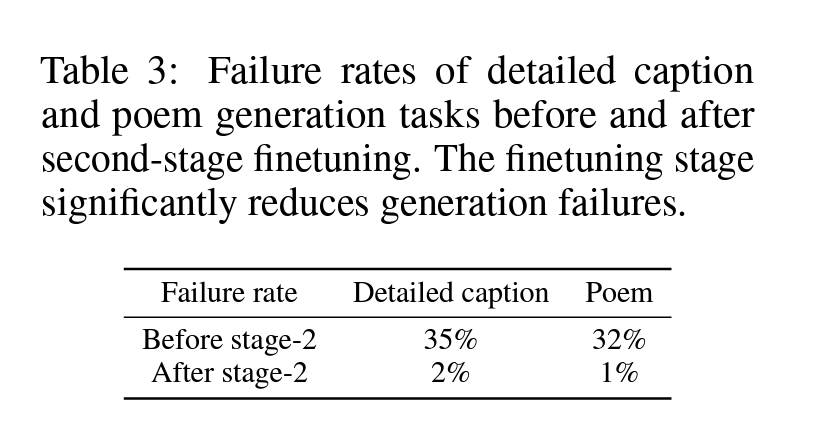 Table 3: Failure rates of detailed caption
and poem generation tasks before and after
second-stage finetuning. The finetuning stage
significantly reduces generation failures.
Failure rate Detailed caption Poem
Before stage-2 35% 32%
After stage-2 2% 1%